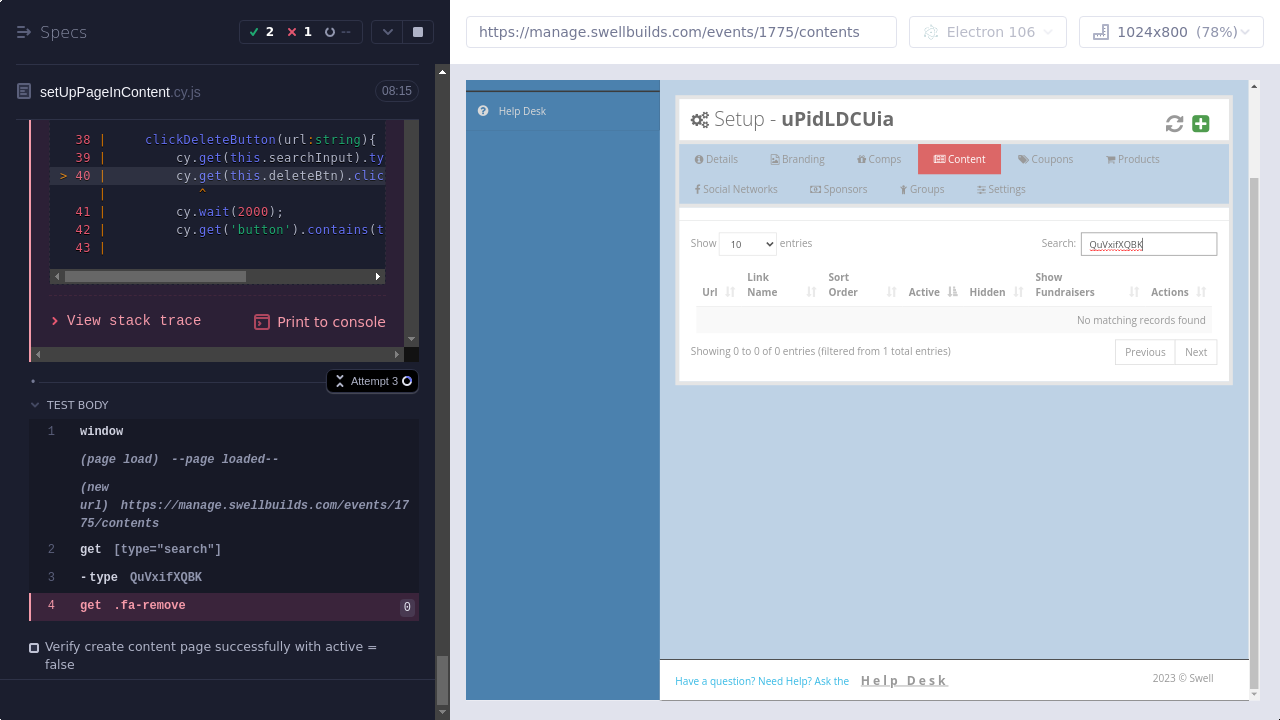 Specs
2
1
--
setUpPageInContent.cy.js
08:15
38 | clickDeleteButton(url:string){
39 | cy.get(this.searchInput).ty
> 40 | cy.get(this.deleteBtn).clic
| ^
41 | cy.wait(2000);
42 | cy.get('button').contains(t
43 |
View stack trace
Print to console
Attempt 3
TEST BODY
1 window
(page load) --page loaded--
(new
url) https://manage.swellbuilds.com/events/17
75/contents
2 get [type="search"]
3 -type QuVxifXQBK
4 get .fa-remove 0
Verify create content page successfully with active =
false
https://manage.swellbuilds.com/events/1775/contents
Electron 106
1024x800 (78%)
Help Desk
Setup - uPidLDCUia
Details
Branding
Comps
Content
Coupons
Products
Social Networks
Sponsors
Groups
Settings
Show 10 entries
Search: QuVxifXQBK
Url
Link
Name
Sort
Order
Active
Hidden
Show
Fundraisers
Actions
No matching records found
Showing 0 to 0 of 0 entries (filtered from 1 total entries)
Previous
Next
Have a question? Need Help? Ask the Help Desk
2023 © Swell